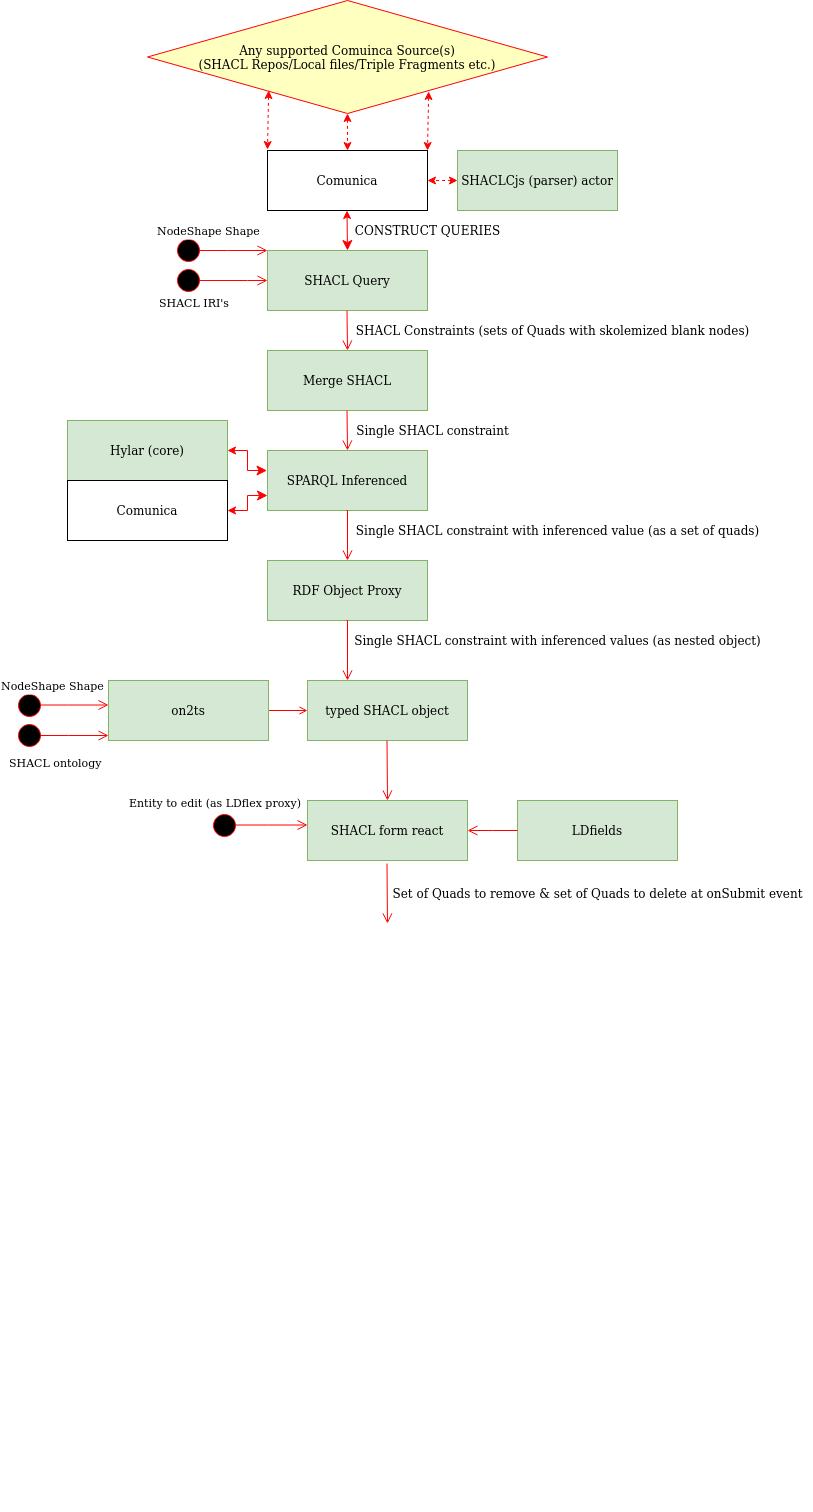 Any supported Comuinca Source(s)
(SHACL Repos/Local files/Triple Fragments etc.)
Comunica
SHACLCjs (parser) actor
CONSTRUCT QUERIES
NodeShape Shape
SHACL Query
SHACL IRI's
SHACL Constraints (sets of Quads with skolemized blank nodes)
Merge SHACL
Single SHACL constraint
Hylar (core)
SPARQL Inferenced
Comunica
Single SHACL constraint with inferenced value (as a set of quads)
RDF Object Proxy
Single SHACL constraint with inferenced values (as nested object)
NodeShape Shape
on2ts
typed SHACL object
SHACL ontology
Entity to edit (as LDflex proxy)
SHACL form react
LDfields
Set of Quads to remove & set of Quads to delete at onSubmit event